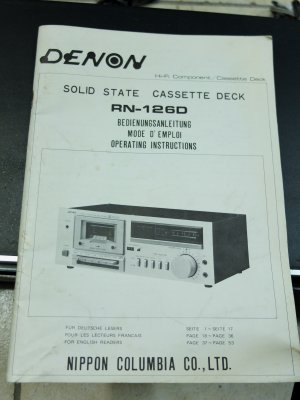 DENON
Hi-Fi Component / Cassette Deck
SOLID STATE CASSETTE DECK
RN-126D
BEDIENUNGSANLEITUNG
MODE D'EMPLOI
OPERATING INSTRUCTIONS
FÜR DEUTSCHE LESERS SEITE 1~SEITE 17
POUR LES LECTEURS FRANCAIS PAGE 18~PAGE 36
FOR ENGLISH READERS PAGE 37~PAGE 53
NIPPON COLUMBIA CO.,LTD.